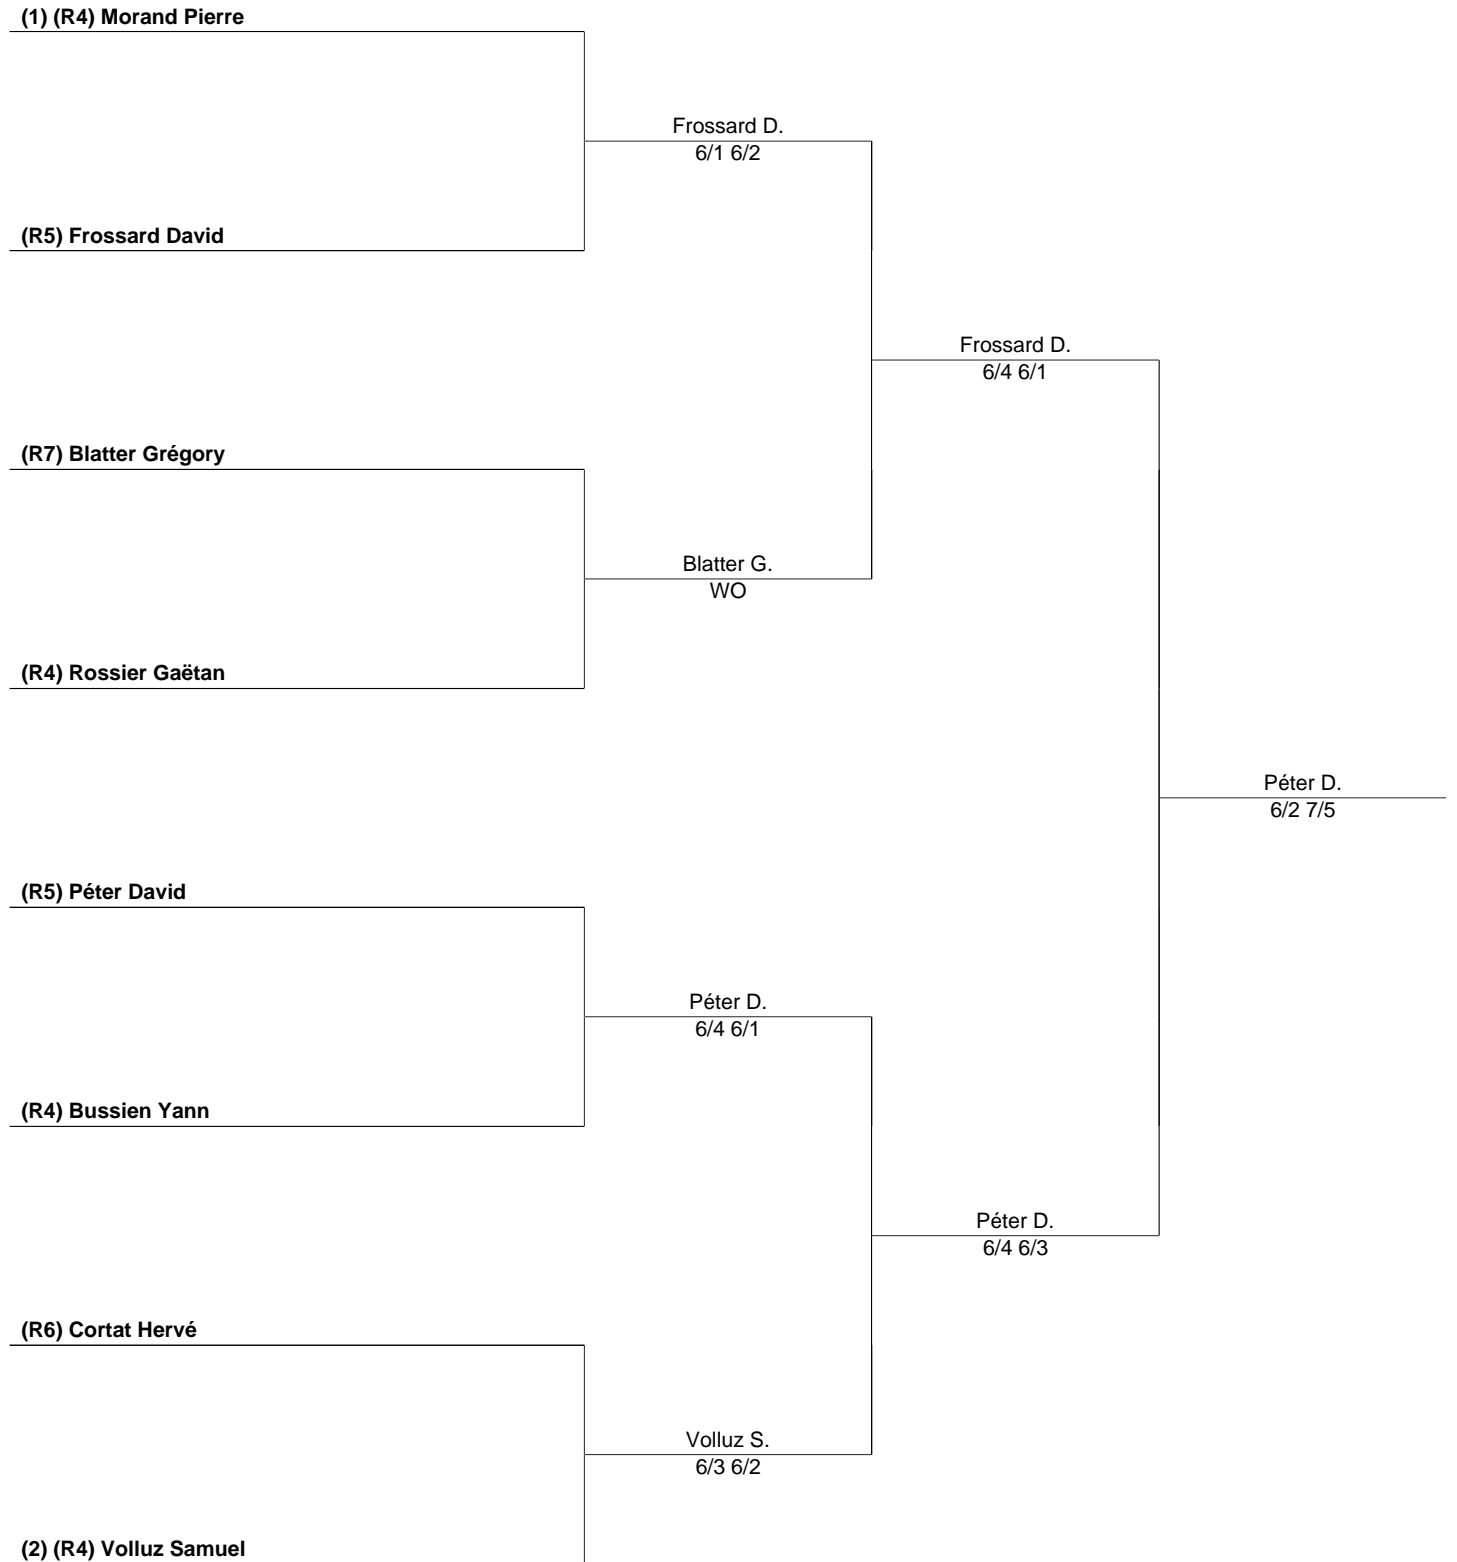 (1) (R4) Morand Pierre
Frossard D.
6/1 6/2
(R5) Frossard David
Frossard D.
6/4 6/1
(R7) Blatter Grégory
Blatter G.
WO
(R4) Rossier Gaëtan
Péter D.
6/2 7/5
(R5) Péter David
Péter D.
6/4 6/1
(R4) Bussien Yann
Péter D.
6/4 6/3
(R6) Cortat Hervé
Volluz S.
6/3 6/2
(2) (R4) Volluz Samuel